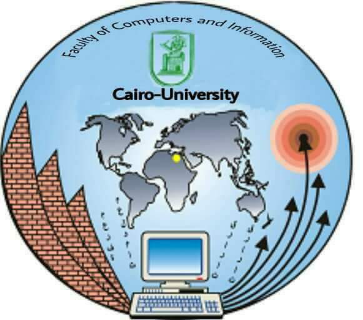 Faculty of Computers and Information
Cairo-University